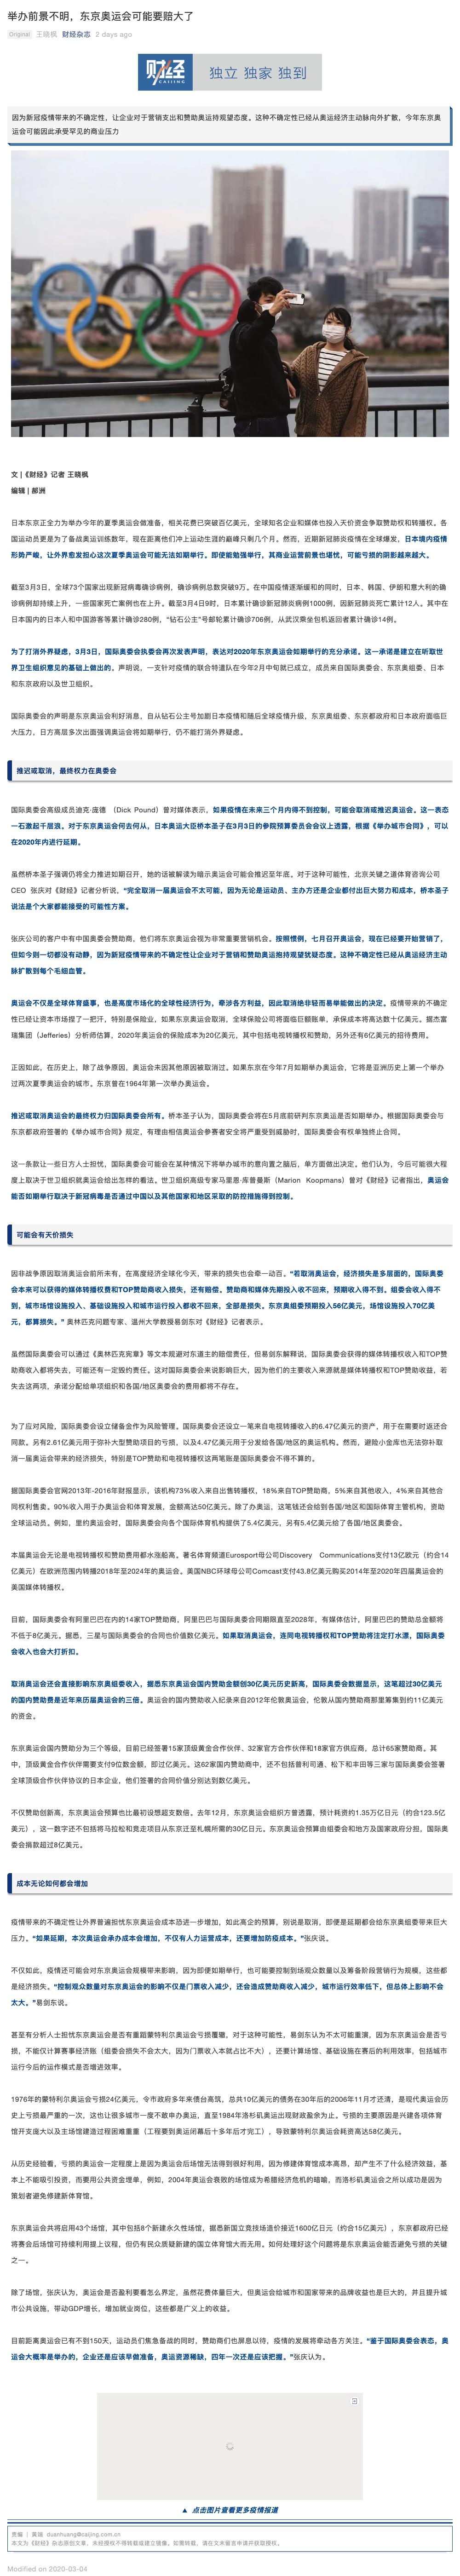 举办前景不明，东京奥运会可能要赔大了
Original 王晓枫 财经杂志 2 days ago
财经 CAIJING 独立 独家 独到
因为新冠疫情带来的不确定性，让企业对于营销支出和赞助奥运持观望态度。这种不确定性已经从奥运经济主动脉向外扩散，今年东京奥
运会可能因此承受罕见的商业压力
文 |《财经》记者 王晓枫
编辑 | 郝洲
日本东京正全力为举办今年的夏季奥运会做准备，相关花费已突破百亿美元，全球知名企业和媒体也投入天价资金争取赞助权和转播权。各
国运动员更是为了备战奥运训练数年，现在距离他们冲上运动生涯的巅峰只剩几个月。然而，近期新冠肺炎疫情在全球爆发，日本境内疫情
形势严峻，让外界愈发担心这次夏季奥运会可能无法如期举行。即使能勉强举行，其商业运营前景也堪忧，可能亏损的阴影越来越大。
截至3月3日，全球73个国家出现新冠病毒确诊病例，确诊病例总数突破9万。在中国疫情逐渐缓和的同时，日本、韩国、伊朗和意大利的确
诊病例却持续上升，一些国家死亡案例也在上升。截至3月4日9时，日本累计确诊新冠肺炎病例1000例，因新冠肺炎死亡累计12人。其中在
日本国内的日本人和中国游客等累计确诊280例，“钻石公主”号邮轮累计确诊706例，从武汉乘坐包机返回者累计确诊14例。
为了打消外界疑虑，3月3日，国际奥委会执委会再次发表声明，表达对2020年东京奥运会如期举行的充分承诺。这一承诺是建立在听取世
界卫生组织意见的基础上做出的。声明说，一支针对疫情的联合特遣队在今年2月中旬就已成立，成员来自国际奥委会、东京奥组委、日本
和东京政府以及世卫组织。
国际奥委会的声明是东京奥运会利好消息，自从钻石公主号加剧日本疫情和随后全球疫情升级，东京奥组委、东京都政府和日本政府面临巨
大压力，日方高层多次出面强调奥运会将如期举行，仍不能打消外界疑虑。
推迟或取消，最终权力在奥委会
国际奥委会高级成员迪克·庞德 （Dick Pound）曾对媒体表示，如果疫情在未来三个月内得不到控制，可能会取消或推迟奥运会。这一表态
一石激起千层浪。对于东京奥运会何去何从，日本奥运大臣桥本圣子在3月3日的参院预算委员会会议上透露，根据《举办城市合同》，可以
在2020年内进行延期。
虽然桥本圣子强调仍将全力推进如期召开，她的话被解读为暗示奥运会可能会推迟至年底。对于这种可能性，北京关键之道体育咨询公司
CEO 张庆对《财经》记者分析说，“完全取消一届奥运会不太可能，因为无论是运动员、主办方还是企业都付出巨大努力和成本，桥本圣子
说法是个大家都能接受的可能性方案。
张庆公司的客户中有中国奥委会赞助商，他们将东京奥运会视为非常重要营销机会。按照惯例，七月召开奥运会，现在已经要开始营销了，
但如今则一切都没有动静，因为新冠疫情带来的不确定性让企业对于营销和赞助奥运抱持观望犹疑态度。这种不确定性已经从奥运经济主动
脉扩散到每个毛细血管。
奥运会不仅是全球体育盛事，也是高度市场化的全球性经济行为，牵涉各方利益，因此取消绝非轻而易举能做出的决定。疫情带来的不确定
性已经让资本市场捏了一把汗，特别是保险业，如果东京奥运会取消，全球保险公司将面临巨额账单，承保成本将高达数十亿美元。据杰富
瑞集团（Jefferies）分析师估算，2020年奥运会的保险成本为20亿美元，其中包括电视转播权和赞助，另外还有6亿美元的招待费用。
正因如此，在历史上，除了战争原因，奥运会未因其他原因被取消过。如果东京在今年7月如期举办奥运会，它将是亚洲历史上第一个举办
过两次夏季奥运会的城市。东京曾在1964年第一次举办奥运会。
推迟或取消奥运会的最终权力归国际奥委会所有。桥本圣子认为，国际奥委会将在5月底前研判东京奥运是否如期举办。根据国际奥委会与
东京都政府签署的《举办城市合同》规定，有理由相信奥运会参赛者安全将严重受到威胁时，国际奥委会有权单独终止合同。
这一条款让一些日方人士担忧，国际奥委会可能会在某种情况下将举办城市的意向置之脑后，单方面做出决定。他们认为，今后可能很大程
度上取决于世卫组织就奥运会给出怎样的看法。世卫组织高级专家马里恩·库普曼斯（Marion Koopmans）曾对《财经》记者指出，奥运会
能否如期举行取决于新冠病毒是否通过中国以及其他国家和地区采取的防控措施得到控制。
可能会有天价损失
因非战争原因取消奥运会前所未有，在高度经济全球化今天，带来的损失也会牵一动百。“若取消奥运会，经济损失是多层面的，国际奥委
会本来可以获得的媒体转播权费和TOP赞助商收入损失，还有赔偿。赞助商和媒体先期投入收不回来，预期收入得不到。组委会收入得不
到，城市场馆设施投入、基础设施投入和城市运行投入都收不回来，全部是损失。东京奥组委预期投入56亿美元，场馆设施投入70亿美
元，都算损失。” 奥林匹克问题专家、温州大学教授易剑东对《财经》记者表示。
虽然国际奥委会可以通过《奥林匹克宪章》等文本规避对东道主的赔偿责任，但易剑东解释说，国际奥委会获得的媒体转播权收入和TOP赞
助商收入都将失去，可能还有一定毁约责任。这对国际奥委会来说影响巨大，因为他们的主要收入来源就是媒体转播权和TOP赞助收益，若
失去这两项，承诺分配给单项组织和各国/地区奥委会的费用都将不存在。
为了应对风险，国际奥委会设立储备金作为风险管理。国际奥委会还设立一笔来自电视转播收入的6.47亿美元的资产，用于在需要时返还合
同款。另有2.61亿美元用于弥补大型赞助项目的亏损，以及4.47亿美元用于分发给各国/地区的奥运机构。然而，避险小金库也无法弥补取
消一届奥运会带来的经济损失，特别是TOP赞助和电视转播权这两笔账是国际奥委会不得不算的。
据国际奥委会官网2013年-2016年财报显示，该机构73%收入来自出售转播权，18%来自TOP赞助商，5%来自其他收入，4%来自其他合
同权利售卖。90%收入用于办奥运会和体育发展，金额高达50亿美元。除了办奥运，这笔钱还会给到各国/地区和国际体育主管机构，资助
全球运动员。例如，里约奥运会时，国际奥委会向各个国际体育机构提供了5.4亿美元，另有5.4亿美元给了各国/地区奥委会。
本届奥运会无论是电视转播权和赞助费用都水涨船高。著名体育频道Eurosport母公司Discovery Communications支付13亿欧元（约合14
亿美元）在欧洲范围内转播2018年至2024年的奥运会。美国NBC环球母公司Comcast支付43.8亿美元购买2014年至2020年四届奥运会的
美国媒体转播权。
目前，国际奥委会有阿里巴巴在内的14家TOP赞助商，阿里巴巴与国际奥委会合同期限直至2028年，有媒体估计，阿里巴巴的赞助总金额将
不低于8亿美元。据悉，三星与国际奥委会的合同也价值数亿美元。如果取消奥运会，连同电视转播权和TOP赞助将注定打水漂，国际奥委
会收入也会大打折扣。
取消奥运会还会直接影响东京奥组委收入，据悉东京奥运会国内赞助金额创30亿美元历史新高，国际奥委会数据显示，这笔超过30亿美元
的国内赞助费是近年来历届奥运会的三倍。奥运会的国内赞助收入纪录来自2012年伦敦奥运会，伦敦从国内赞助商那里筹集到约11亿美元
的资金。
东京奥运会国内赞助分为三个等级，目前已经签署15家顶级黄金合作伙伴、32家官方合作伙伴和18家官方供应商，总计65家赞助商。其
中，顶级黄金合作伙伴需要支付9位数金额，即过亿美元。这62家国内赞助商中，还不包括普利司通、松下和丰田等三家与国际奥委会签署
全球顶级合作伙伴协议的日本企业，他们签署的合同价值分别达到数亿美元。
不仅赞助创新高，东京奥运会预算也比最初设想超支数倍。去年12月，东京奥运会组织方曾透露，预计耗资约1.35万亿日元（约合123.5亿
美元），这一数字还不包括将马拉松和竞走项目从东京迁至札幌所需的30亿日元。东京奥运会预算由组委会和地方及国家政府分担，国际奥
委会捐款超过8亿美元。
成本无论如何都会增加
疫情带来的不确定性让外界普遍担忧东京奥运会成本恐进一步增加，如此高企的预算，别说是取消，即便是延期都会给东京奥组委带来巨大
压力。“如果延期，本次奥运会承办成本会增加，不仅有人力运营成本，还要增加防疫成本。”张庆说。
不仅如此，疫情还可能会对东京奥运会规模带来影响，因为即便如期举行，也可能要控制到场观众数量以及筹备阶段营销行为规模，这些都
是经济损失。“控制观众数量对东京奥运会的影响不仅是门票收入减少，还会造成赞助商收入减少，城市运行效率低下，但总体上影响不会
太大。”易剑东说。
甚至有分析人士担忧东京奥运会是否有重蹈蒙特利尔奥运会亏损覆辙，对于这种可能性，易剑东认为不太可能重演，因为东京奥运会是否亏
损，不能仅计算赛事经济账（组委会损失不会太大，因为门票收入本就占比不大），还要计算场馆、基础设施在赛后的利用效率，包括城市
运行今后的运作模式是否增进效率。
1976年的蒙特利尔奥运会亏损24亿美元，令市政府多年来债台高筑，总共10亿美元的债务在30年后的2006年11月才还清，是现代奥运会历
史上亏损最严重的一次，这也让很多城市一度不敢申办奥运，直至1984年洛杉矶奥运出现财政盈余为止。亏损的主要原因是兴建各项体育
馆开支庞大以及主场馆建造过程困难重重（工程要到奥运闭幕后十多年后才完工），导致蒙特利尔奥运会耗资高达58亿美元。
从历史经验看，亏损的奥运会一定程度上是因为奥运会后场馆无法得到很好利用，因为修建体育馆成本高昂，却产生不了什么经济效益，基
本上不能吸引投资，而要用公共资金埋单，例如，2004年奥运会衰败的场馆成为希腊经济危机的暗喻，而洛杉矶奥运会之所以成功是因为
策划者避免修建新体育馆。
东京奥运会共将启用43个场馆，其中包括8个新建永久性场馆，据悉新国立竞技场造价接近1600亿日元（约合15亿美元），东京都政府已经
将赛会后场馆可持续利用提上议程，但仍有民众质疑新建的国立体育馆大而无用。如何处理好这个问题将是东京奥运会能否避免亏损的关键
之一。
除了场馆，张庆认为，奥运会是否盈利要看怎么界定，虽然花费体量巨大，但奥运会给城市和国家带来的品牌收益也是巨大的，并且提升城
市公共设施，带动GDP增长，增加就业岗位，这些都是广义上的收益。
目前距离奥运会已有不到150天，运动员们焦急备战的同时，赞助商们也屏息以待，疫情的发展将牵动各方关注。“鉴于国际奥委会表态，奥
运会大概率是举办的，企业还是应该早做准备，奥运资源稀缺，四年一次还是应该把握。”张庆认为。
▲ 点击图片查看更多疫情报道
责编 | 黄端 duanhuang@caijing.com.cn
本文为《财经》杂志原创文章，未经授权不得转载或建立镜像。如需转载，请在文末留言申请并获取授权。
Modified on 2020-03-04